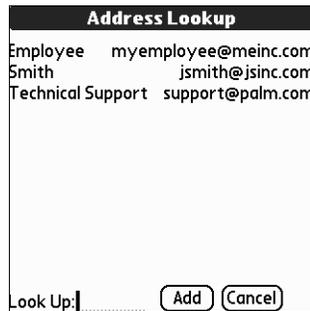 Address Lookup
Employee myemployee@meinc.com
Smith jsmith@jsinc.com
Technical Support support@palm.com
Look Up: Add Cancel